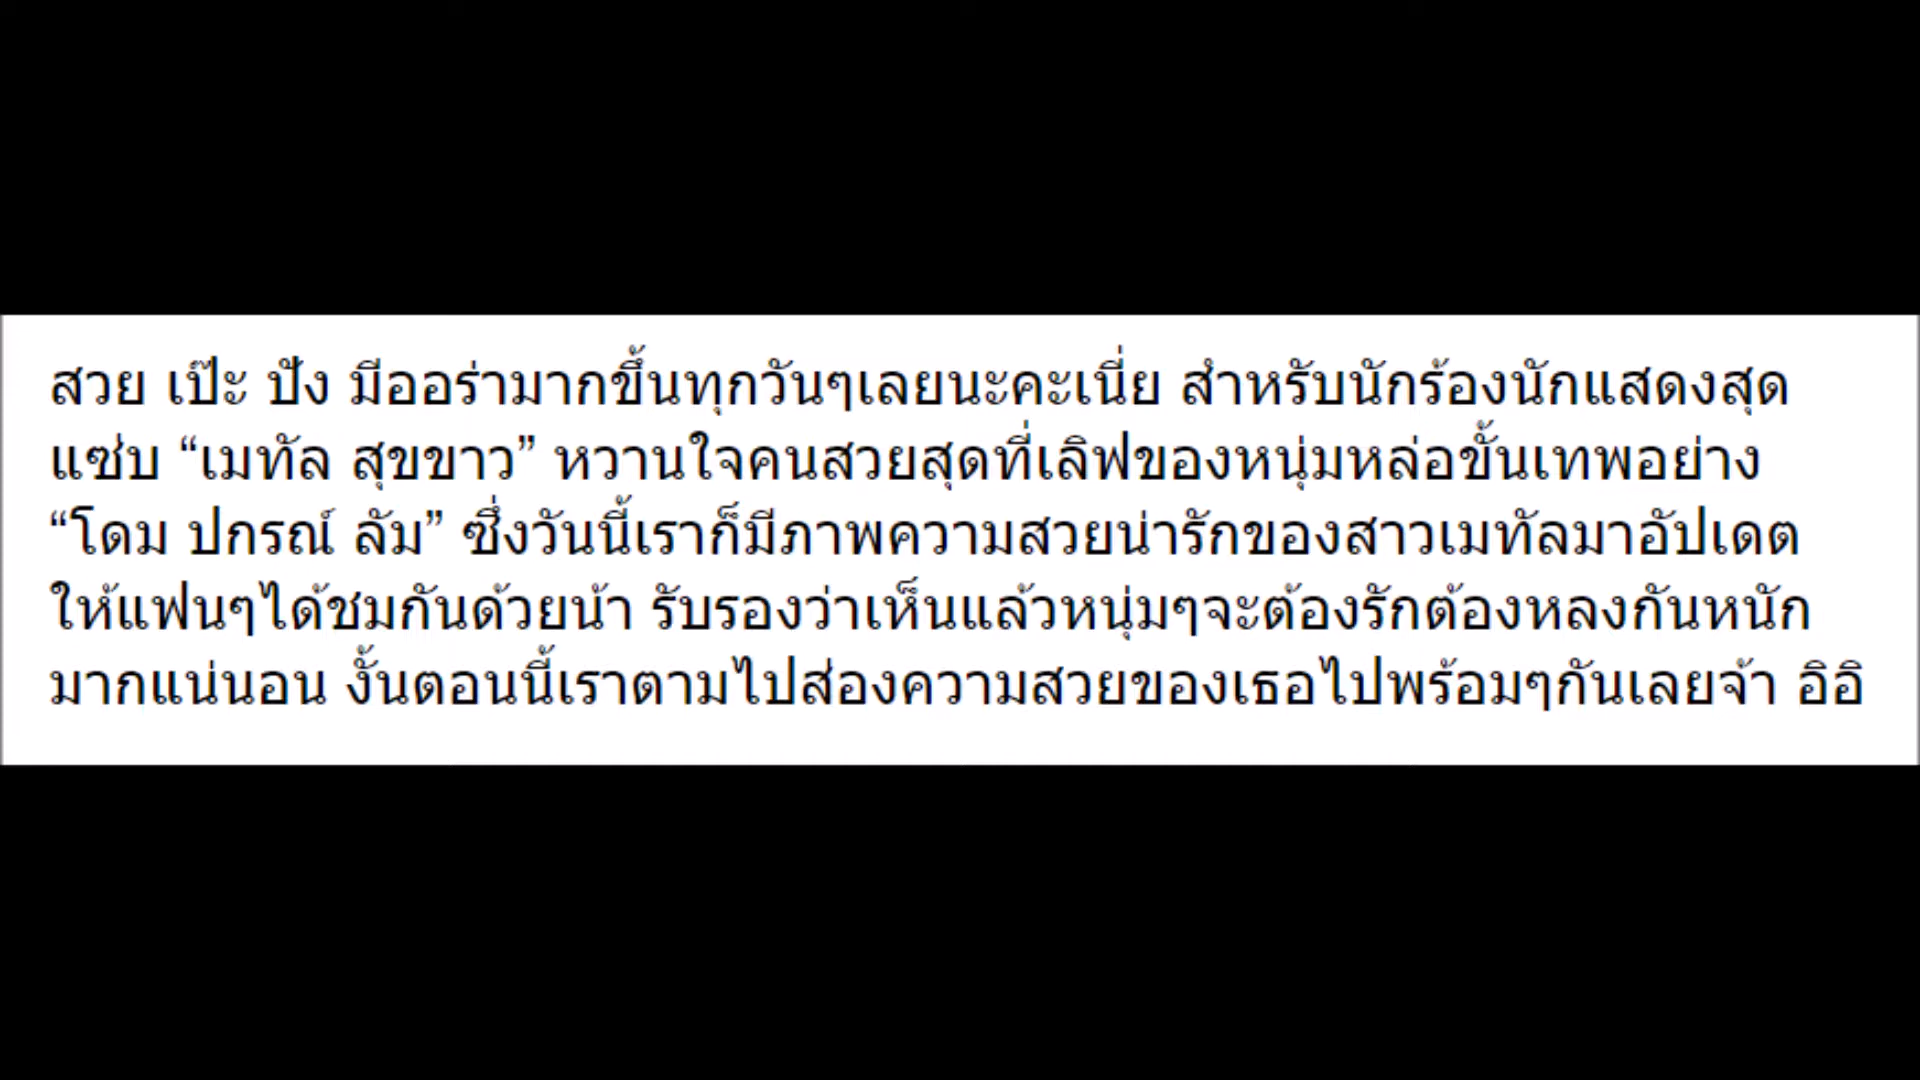 สวย เป๊ะ ปัง มีออร่ามากขึ้นทุกวันๆเลยนะคะเนี่ย สำหรับนักร้องนักแสดงสุด
แซ่บ “เมทัล สุขขาว” หวานใจคนสวยสุดที่เลิฟของหนุ่มหล่อขั้นเทพอย่าง
“โดม ปกรณ์ ลัม” ซึ่งวันนี้เราก็มีภาพความสวยน่ารักของสาวเมทัลมาอัปเดต
ให้แฟนๆได้ชมกันด้วยน้า รับรองว่าเห็นแล้วหนุ่มๆจะต้องรักต้องหลงกันหนัก
มากแน่นอน งั้นตอนนี้เราตามไปส่องความสวยของเธอไปพร้อมๆกันเลยจ้า อิอิ